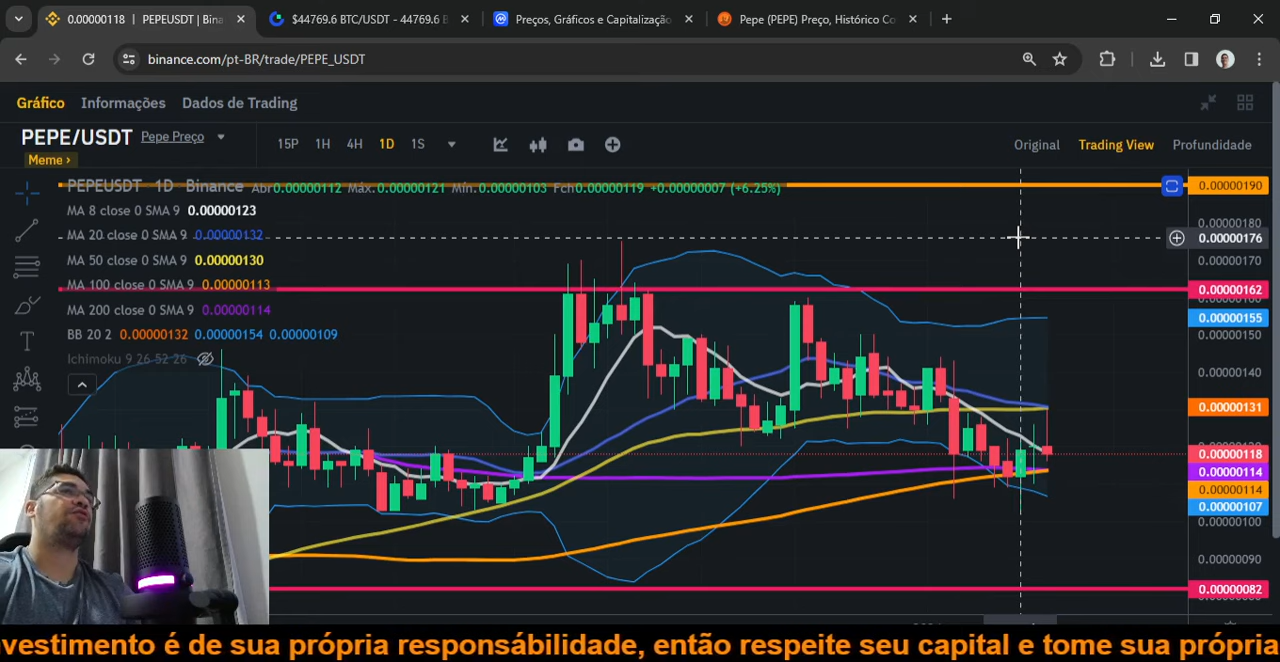 0.00000118 | PEPEUSDT | Bina
$44769.6 BTC/USDT - 44769.6 B
Preços, Gráficos e Capitalização
Pepe (PEPE) Preço, Histórico Co
binance.com/pt-BR/trade/PEPE_USDT
Gráfico Informações Dados de Trading
PEPE/USDT Pepe Preço
Meme ›
15P 1H 4H 1D 1S
Original Trading View Profundidade
PEPEUSDT 1D Binance Abr0.00000112 Máx.0.00000121 Mín.0.00000103 Fch0.00000119 +0.00000007 (+6.25%)
MA 8 close 0 SMA 9 0.00000123
MA 20 close 0 SMA 9 0.00000132
MA 50 close 0 SMA 9 0.00000130
MA 100 close 0 SMA 9 0.00000113
MA 200 close 0 SMA 9 0.00000114
BB 20 2 0.00000132 0.00000154 0.00000109
Ichimoku 9 26 52 26
0.00000190
0.00000180
0.00000176
0.00000170
0.00000162
0.00000155
0.00000150
0.00000140
0.00000131
0.00000118
0.00000114
0.00000114
0.00000107
0.00000100
0.00000090
0.00000082
vestimento é de sua própria responsábilidade, então respeite seu capital e tome sua própria